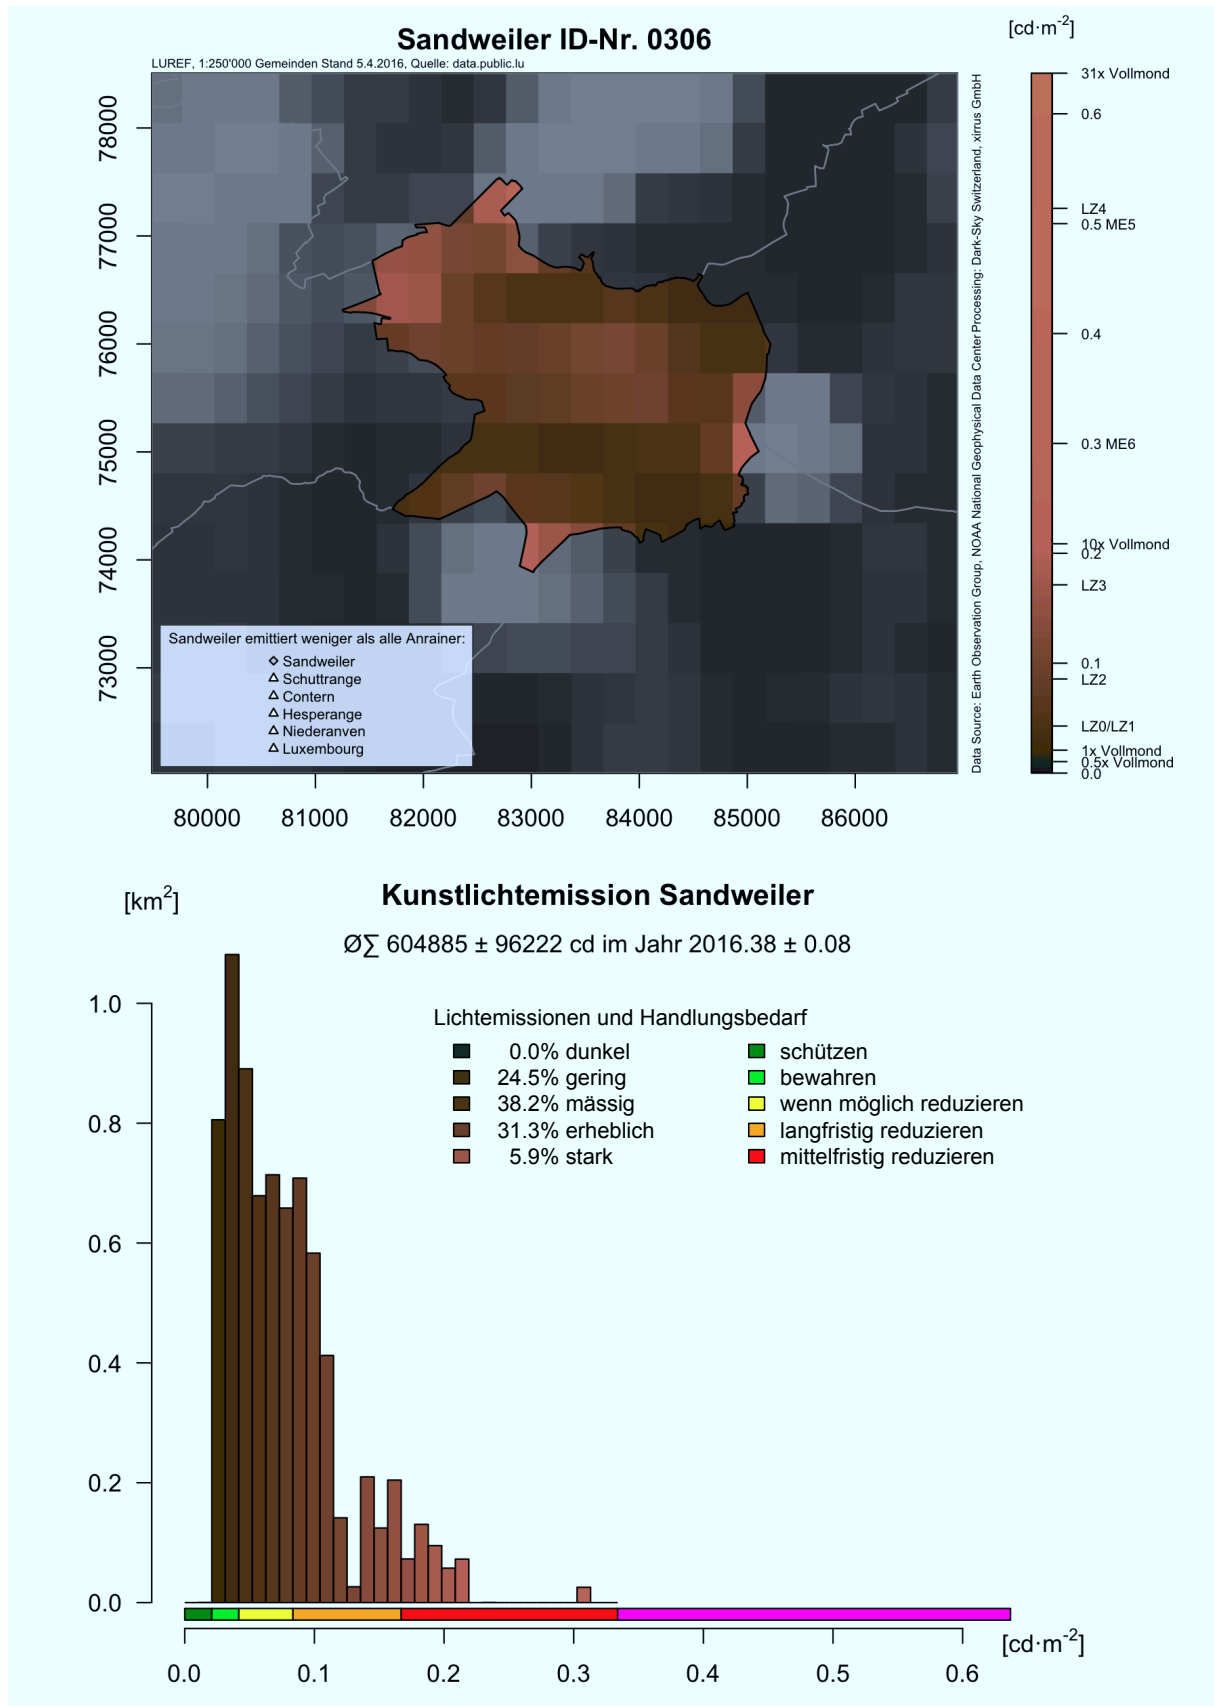 Sandweiler ID-Nr. 0306
LUREF, 1:250'000 Gemeinden Stand 5.4.2016, Quelle: data.public.lu
[cd·m-2]
78000
77000
76000
75000
74000
73000
80000 81000 82000 83000 84000 85000 86000
Sandweiler emittiert weniger als alle Anrainer:
Sandweiler
Schuttrange
Contern
Hesperange
Niederanven
Luxembourg
Data Source: Earth Observation Group, NOAA National Geophysical Data Center Processing: Dark-Sky Switzerland, xirrus GmbH
31x Vollmond
0.6
LZ4
0.5 ME5
0.4
0.3 ME6
10x Vollmond
0.2
LZ3
0.1
LZ2
LZ0/LZ1
1x Vollmond
0.5x Vollmond
0.0
Kunstlichtemission Sandweiler
[km2]
Ø∑ 604885 ± 96222 cd im Jahr 2016.38 ± 0.08
Lichtemissionen und Handlungsbedarf
0.0% dunkel schützen
24.5% gering bewahren
38.2% mässig wenn möglich reduzieren
31.3% erheblich langfristig reduzieren
5.9% stark mittelfristig reduzieren
1.0
0.8
0.6
0.4
0.2
0.0
[cd·m-2]
0.0 0.1 0.2 0.3 0.4 0.5 0.6